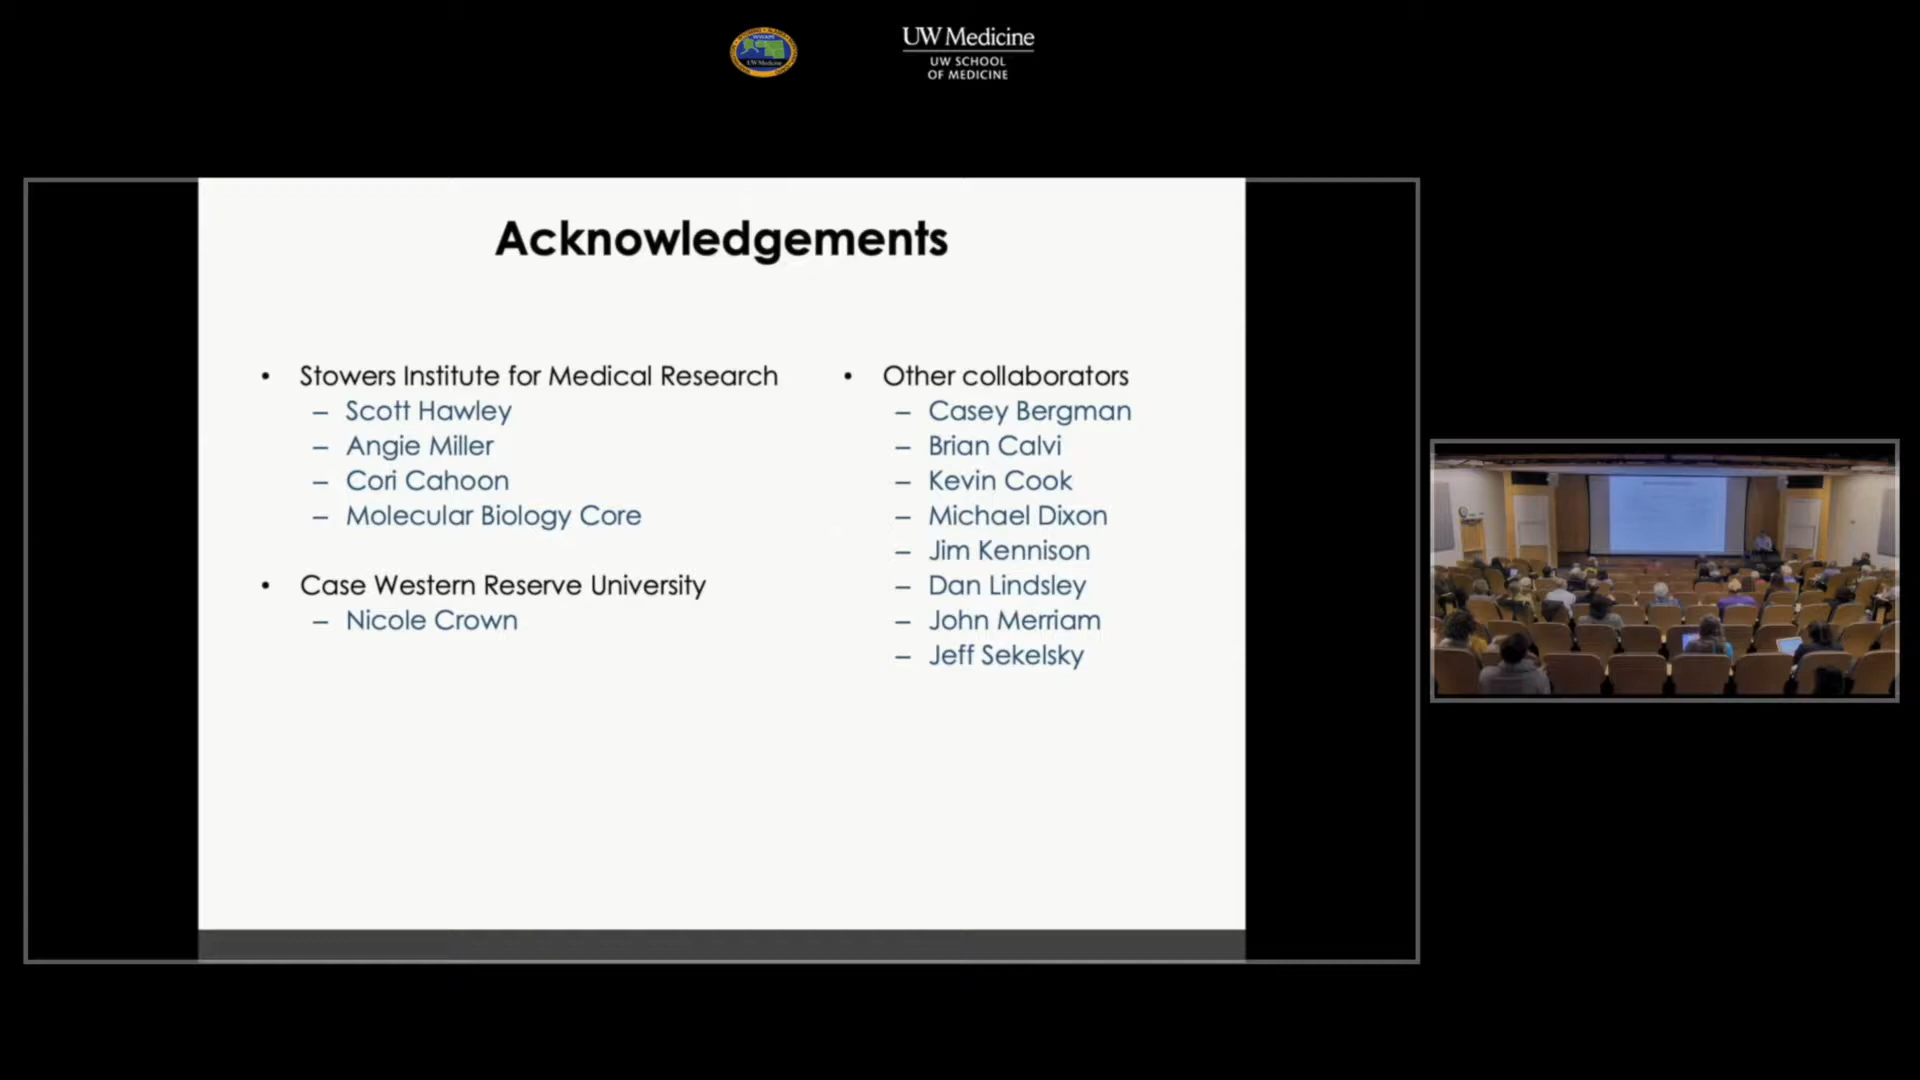 UW Medicine
UW Medicine
UW SCHOOL
OF MEDICINE
Acknowledgements
• Stowers Institute for Medical Research
– Scott Hawley
– Angie Miller
– Cori Cahoon
– Molecular Biology Core
• Case Western Reserve University
– Nicole Crown
• Other collaborators
– Casey Bergman
– Brian Calvi
– Kevin Cook
– Michael Dixon
– Jim Kennison
– Dan Lindsley
– John Merriam
– Jeff Sekelsky